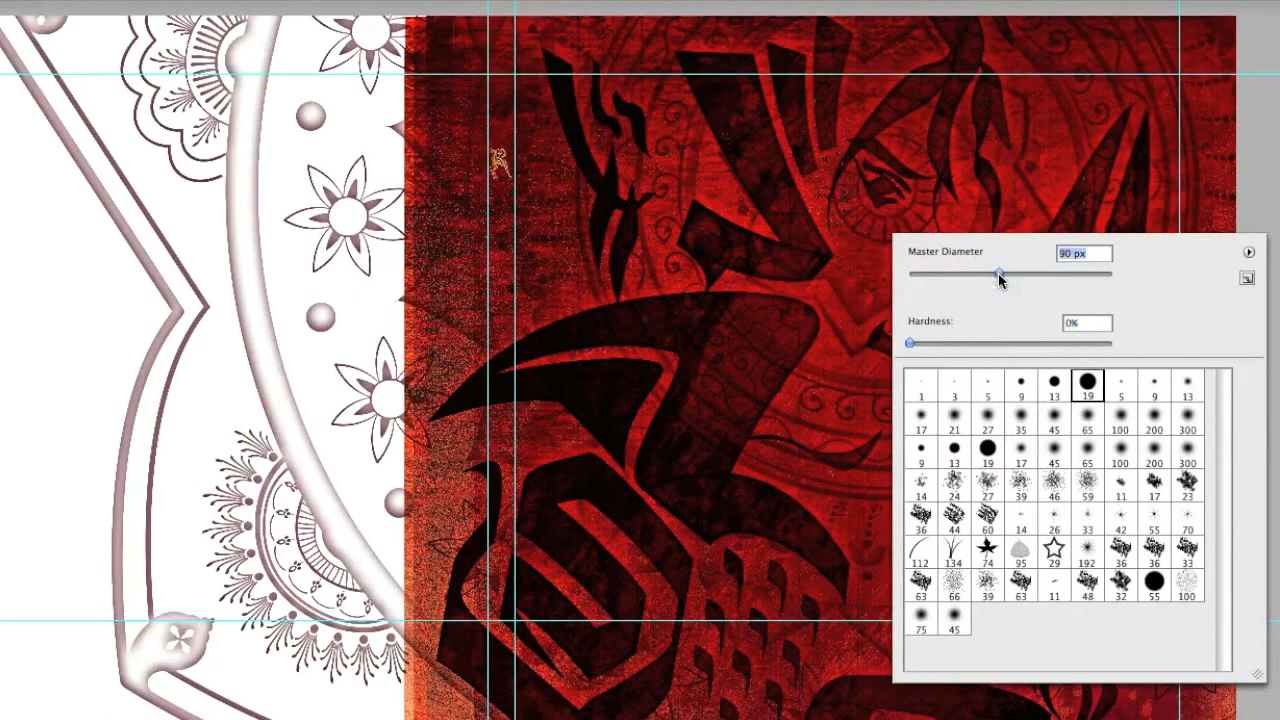 Master Diameter 90 px
Hardness: 0%
1 3 5 9 13 19 5 9 13
17 21 27 35 45 65 100 200 300
9 13 19 17 45 65 100 200 300
14 24 27 39 46 59 11 17 23
36 44 60 14 26 33 42 55 70
112 134 74 95 29 192 36 36 33
63 66 39 63 11 48 32 55 100
75 45